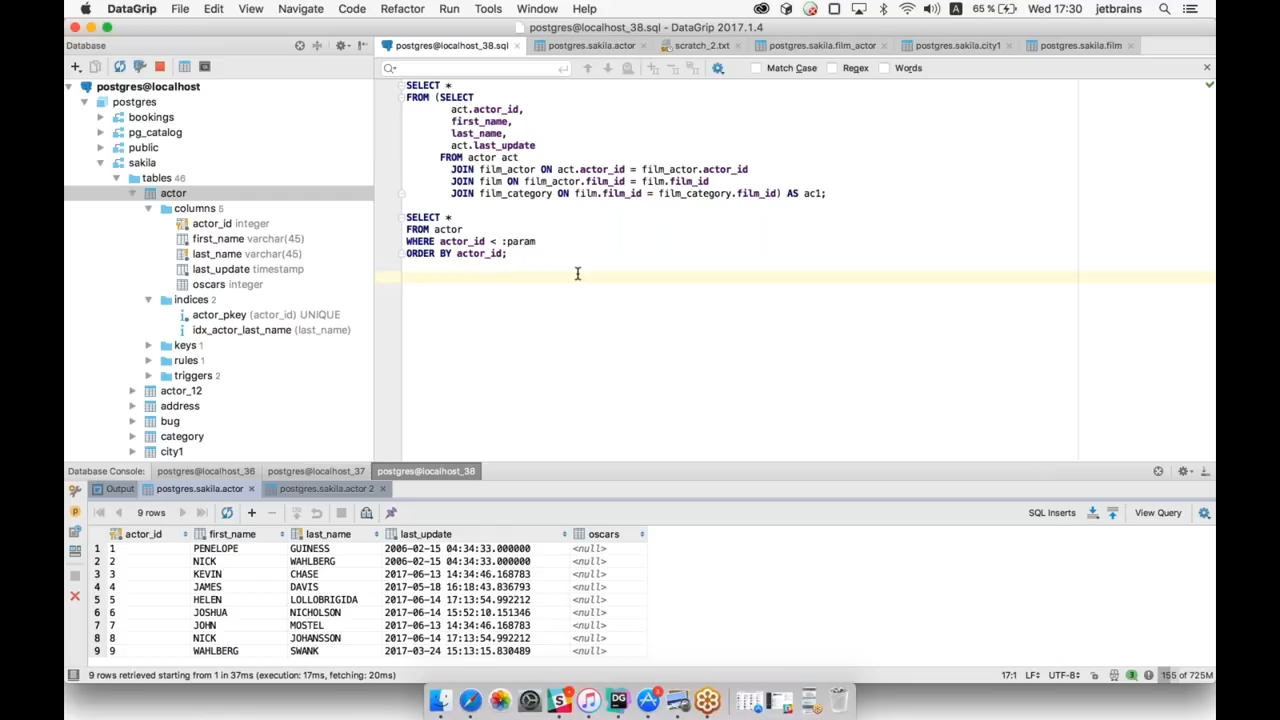 DataGrip File Edit View Navigate Code Refactor Run Tools Window Help A 65 % Wed 17:30 jetbrains
postgres@localhost_38.sql - DataGrip 2017.1.4
Database
postgres@localhost_38.sql postgres.sakila.actor scratch_2.txt postgres.sakila.film_actor postgres.sakila.city1 postgres.sakila.film
Match Case Regex Words
postgres@localhost
postgres
bookings
pg_catalog
public
sakila
tables 46
actor
columns 5
actor_id integer
first_name varchar(45)
last_name varchar(45)
last_update timestamp
oscars integer
indices 2
actor_pkey (actor_id) UNIQUE
idx_actor_last_name (last_name)
keys 1
rules 1
triggers 2
actor_12
address
bug
category
city1
SELECT *
FROM (SELECT
act.actor_id,
first_name,
last_name,
act.last_update
FROM actor act
JOIN film_actor ON act.actor_id = film_actor.actor_id
JOIN film ON film_actor.film_id = film.film_id
JOIN film_category ON film.film_id = film_category.film_id) AS ac1;
SELECT *
FROM actor
WHERE actor_id < :param
ORDER BY actor_id;
Database Console: postgres@localhost_36 postgres@localhost_37 postgres@localhost_38
Output postgres.sakila.actor postgres.sakila.actor 2
9 rows SQL Inserts View Query
actor_id first_name last_name last_update oscars
1 1 PENELOPE GUINESS 2006-02-15 04:34:33.000000 <null>
2 2 NICK WAHLBERG 2006-02-15 04:34:33.000000 <null>
3 3 KEVIN CHASE 2017-06-13 14:34:46.168783 <null>
4 4 JAMES DAVIS 2017-05-18 16:18:43.836793 <null>
5 5 HELEN LOLLOBRIGIDA 2017-06-14 17:13:54.992212 <null>
6 6 JOSHUA NICHOLSON 2017-06-14 15:52:10.151346 <null>
7 7 JOHN MOSTEL 2017-06-13 14:34:46.168783 <null>
8 8 NICK JOHANSSON 2017-06-14 17:13:54.992212 <null>
9 9 WAHLBERG SWANK 2017-03-24 15:13:15.830489 <null>
9 rows retrieved starting from 1 in 37ms (execution: 17ms, fetching: 20ms) 17:1 LF UTF-8 3 155 of 725M
DG